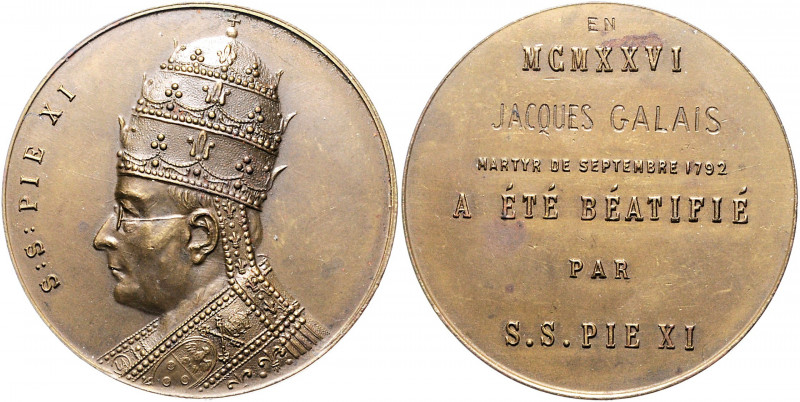 S:S: PIE XI
EN
MCMXXVI
JACQUES GALAIS
MARTYR DE SEPTEMBRE 1792
A ÉTÉ BÉATIFIÉ
PAR
S.S. PIE XI